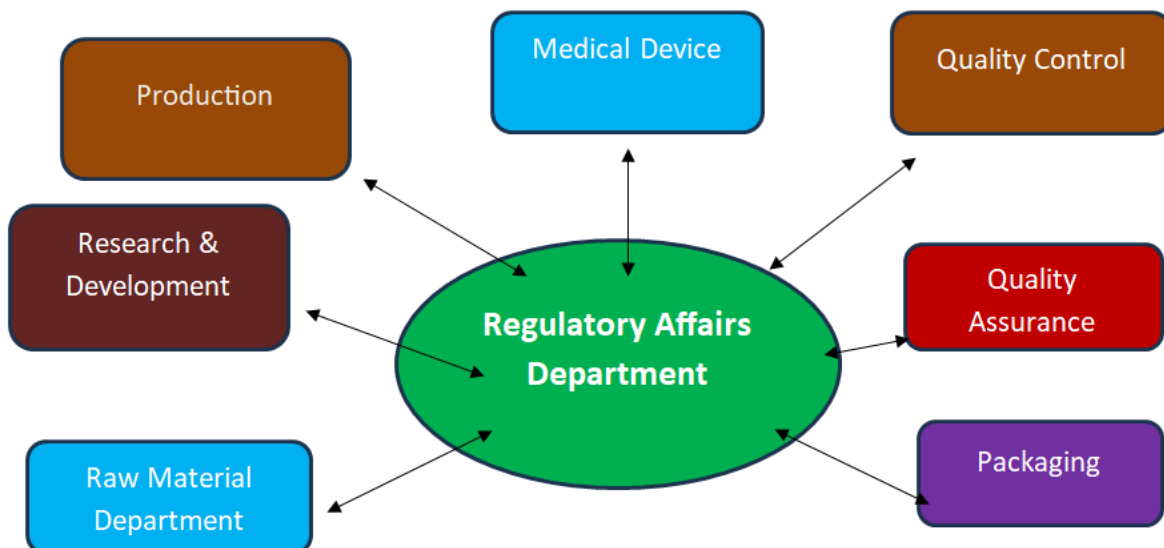 Production
Medical Device
Quality Control
Research &
Development
Regulatory Affairs
Department
Quality
Assurance
Raw Material
Department
Packaging